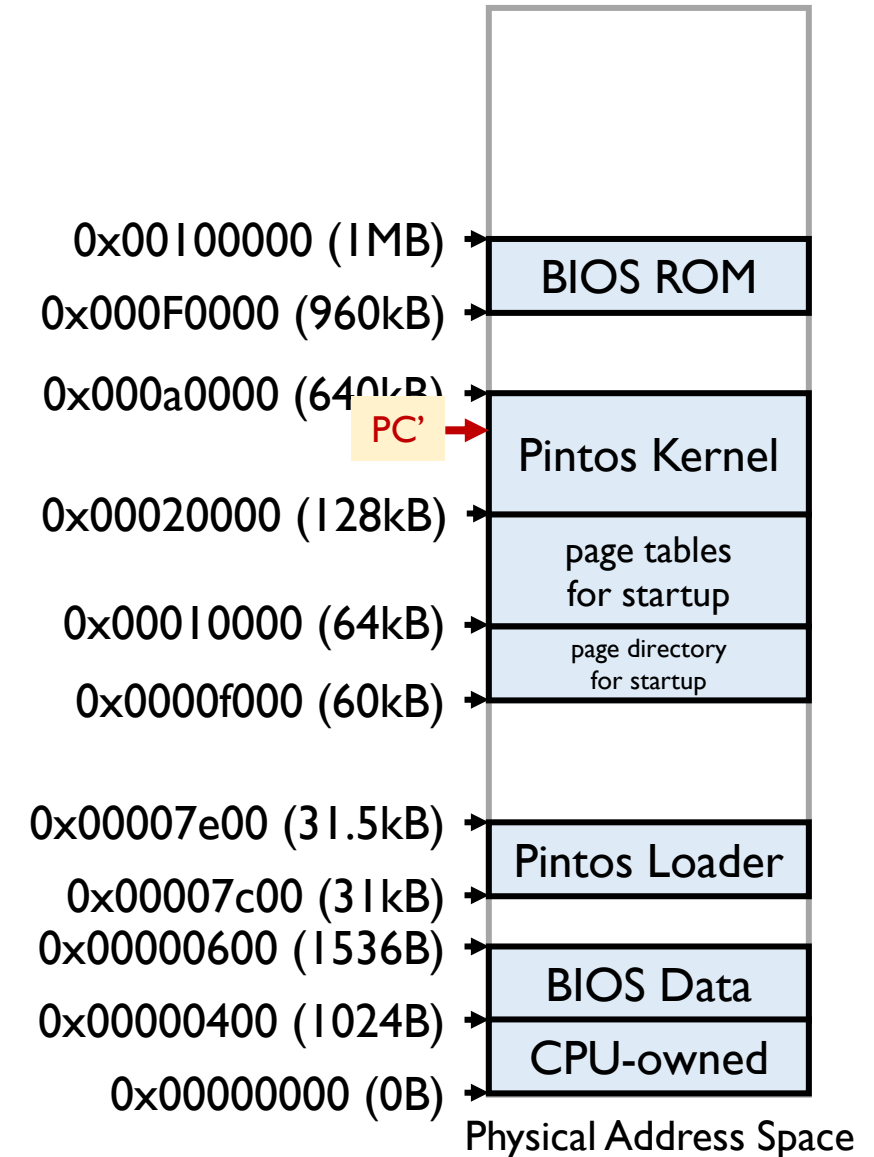 0x00100000 (1MB)
BIOS ROM
0x000F0000 (960kB)
0x000a0000 (640kB)
PC’
Pintos Kernel
0x00020000 (128kB)
page tables
for startup
0x00010000 (64kB)
page directory
for startup
0x0000f000 (60kB)
0x00007e00 (31.5kB)
Pintos Loader
0x00007c00 (31kB)
0x00000600 (1536B)
BIOS Data
0x00000400 (1024B)
CPU-owned
0x00000000 (0B)
Physical Address Space